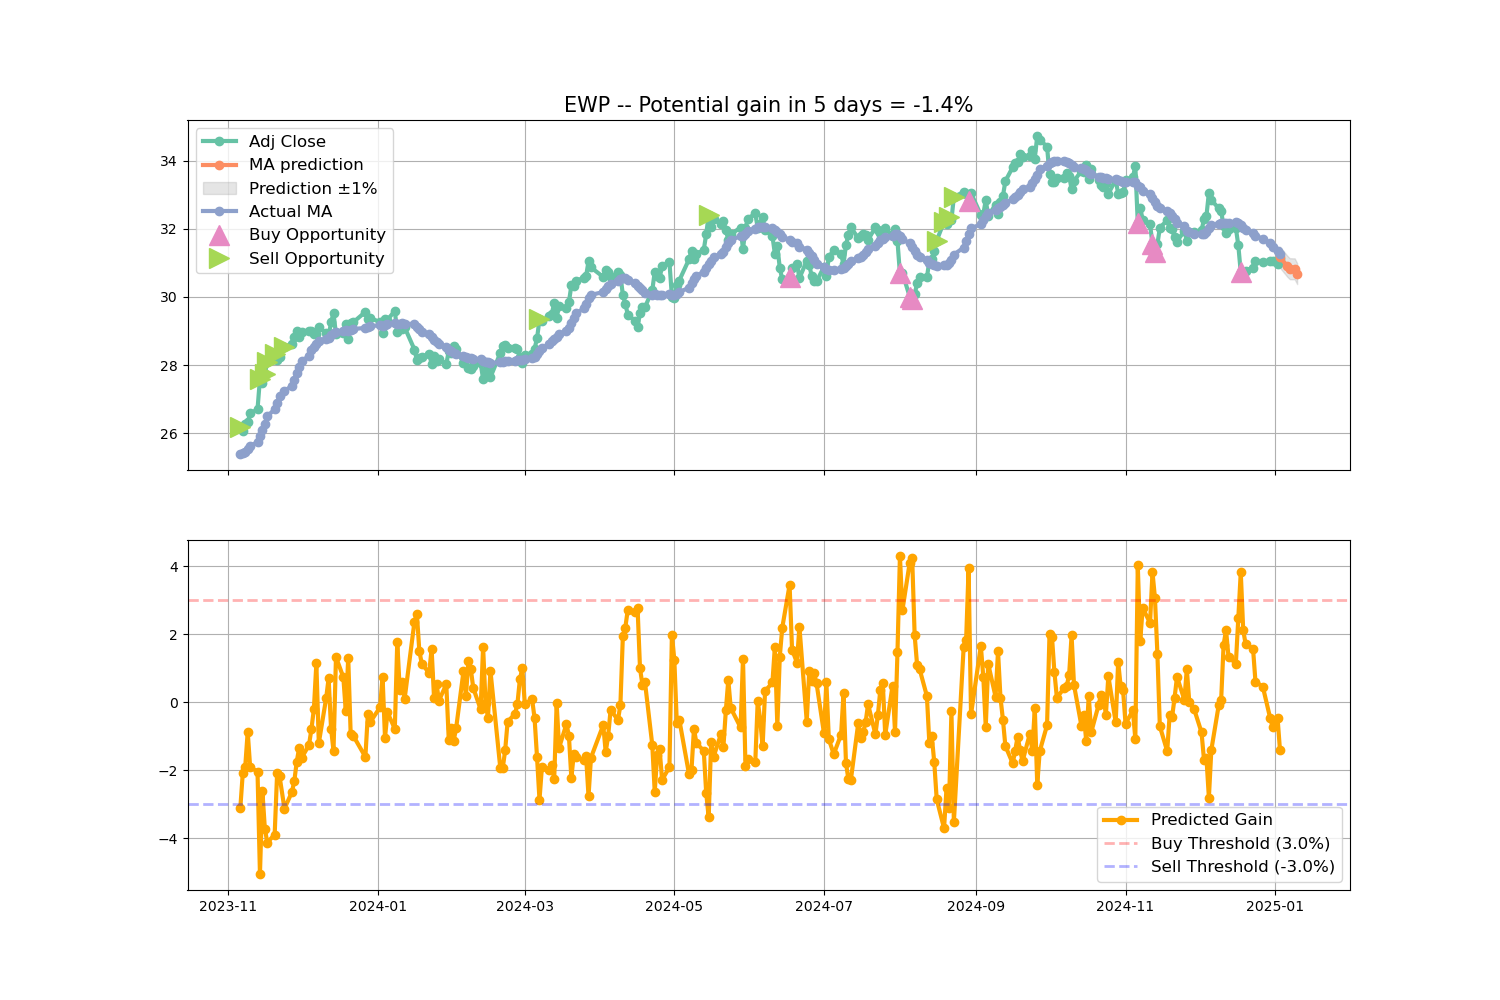 EWP -- Potential gain in 5 days = -1.4%
Adj Close
MA prediction
Prediction ±1%
Actual MA
Buy Opportunity
Sell Opportunity
34
32
30
28
26
4
2
0
−2
−4
Predicted Gain
Buy Threshold (3.0%)
Sell Threshold (-3.0%)
2023-11 2024-01 2024-03 2024-05 2024-07 2024-09 2024-11 2025-01